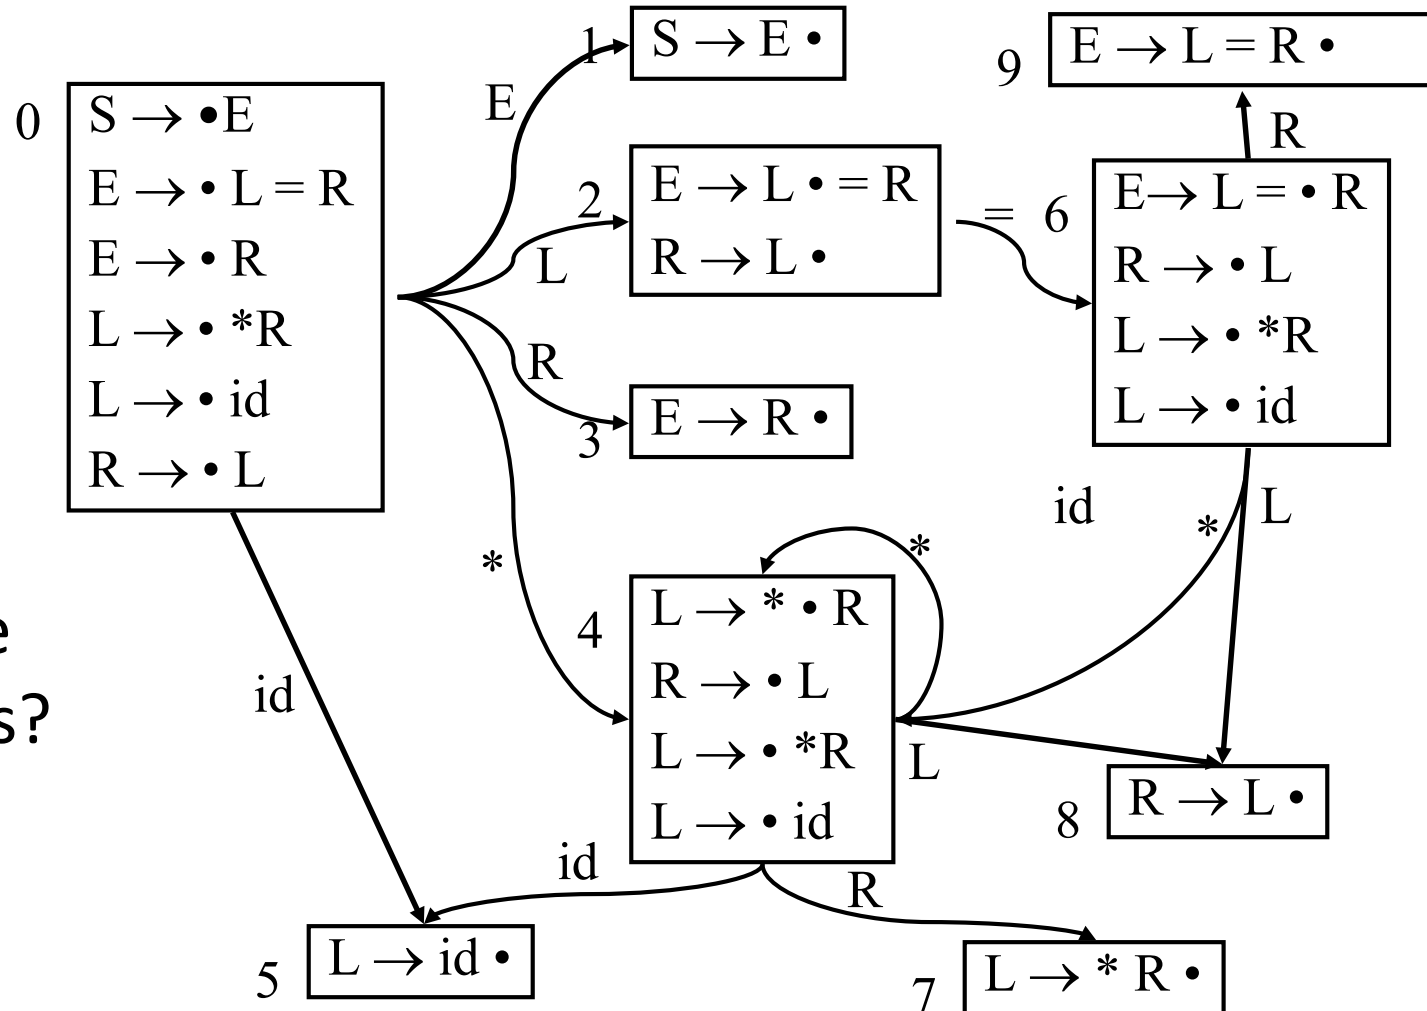 0
S → •E
E → • L = R
E → • R
L → • *R
L → • id
R → • L
E
L
R
*
id
1
S → E •
2
E → L • = R
R → L •
3
E → R •
=
6
E→ L = • R
R → • L
L → • *R
L → • id
R
9
E → L = R •
id
*
L
4
L → * • R
R → • L
L → • *R
L → • id
*
L
id
R
8
R → L •
5
L → id •
7
L → * R •
s?